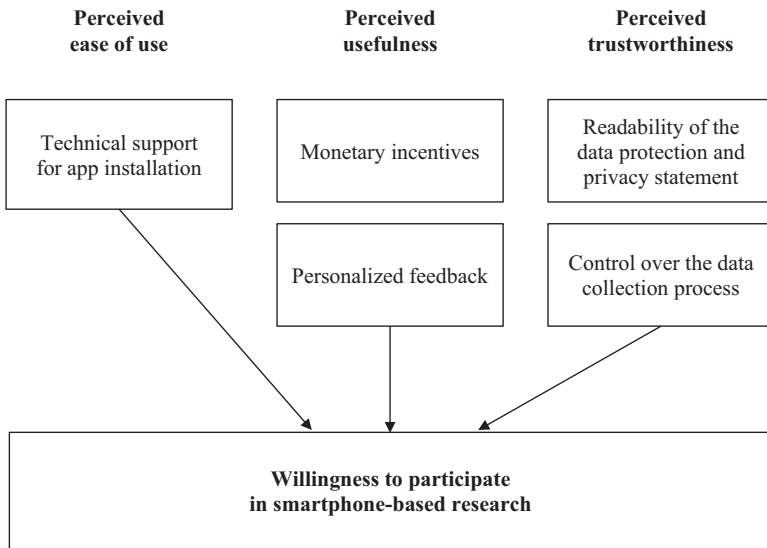 Perceived
ease of use
Perceived
usefulness
Perceived
trustworthiness
Technical support
for app installation
Monetary incentives
Readability of the
data protection and
privacy statement
Personalized feedback
Control over the data
collection process
Willingness to participate
in smartphone-based research